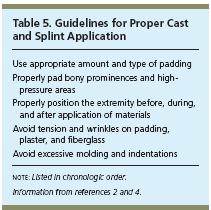 Table 5. Guidelines for Proper Cast
and Splint Application
Use appropriate amount and type of padding
Properly pad bony prominences and high-
pressure areas
Properly position the extremity before, during,
and after application of materials
Avoid tension and wrinkles on padding,
plaster, and fiberglass
Avoid excessive molding and indentations
NOTE: Listed in chronologic order.
Information from references 2 and 4.